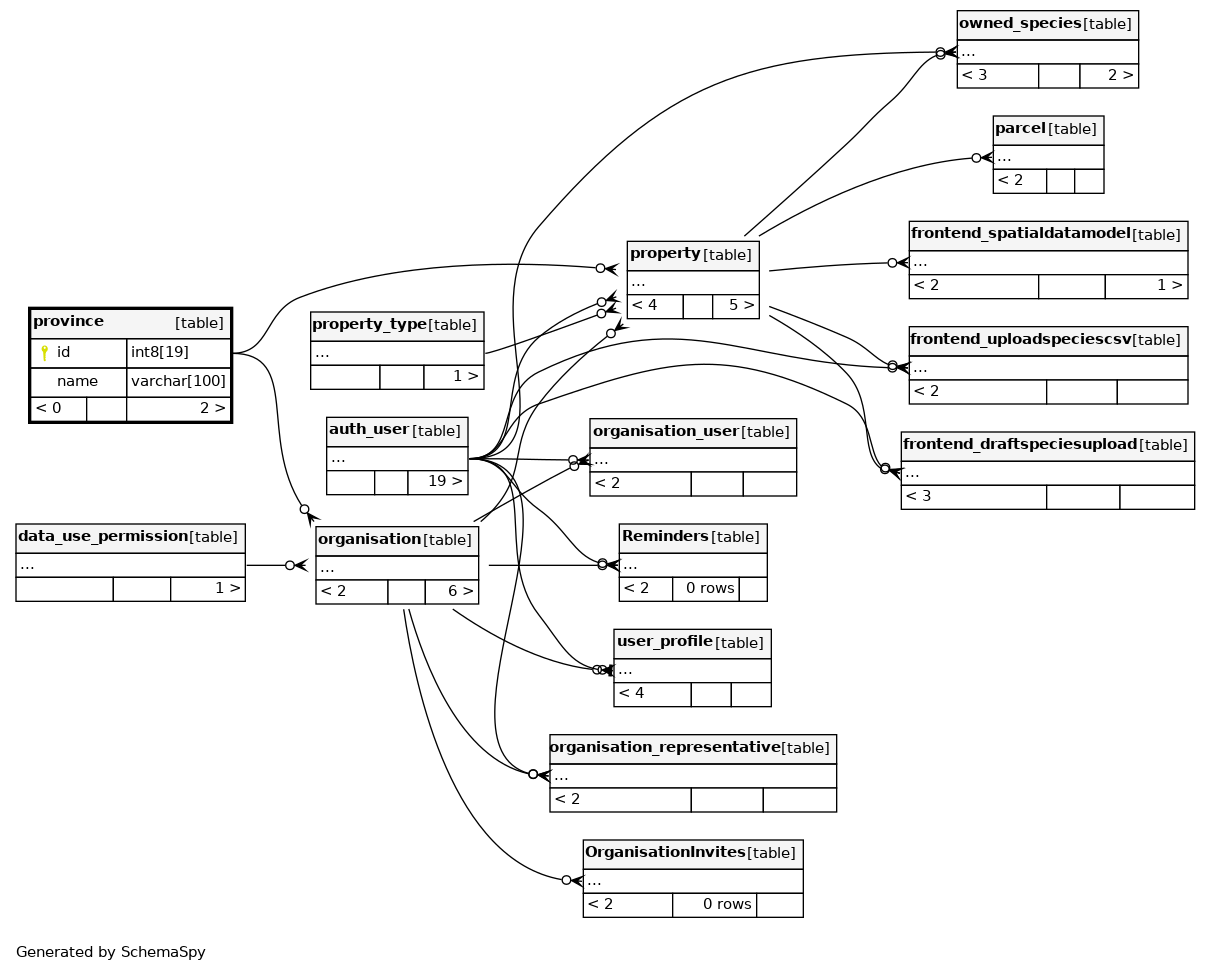 owned_species [table]
...
< 3 2 >
parcel [table]
...
< 2
property [table]
...
< 4 5 >
frontend_spatialdatamodel [table]
...
< 2 1 >
province [table]
id int8[19]
name varchar[100]
< 0 2 >
property_type [table]
...
1 >
frontend_uploadspeciescsv [table]
...
< 2
auth_user [table]
...
19 >
organisation_user [table]
...
< 2
frontend_draftspeciesupload [table]
...
< 3
data_use_permission [table]
...
1 >
organisation [table]
...
< 2 6 >
Reminders [table]
...
< 2 0 rows
user_profile [table]
...
< 4
organisation_representative [table]
...
< 2
OrganisationInvites [table]
...
< 2 0 rows
Generated by SchemaSpy